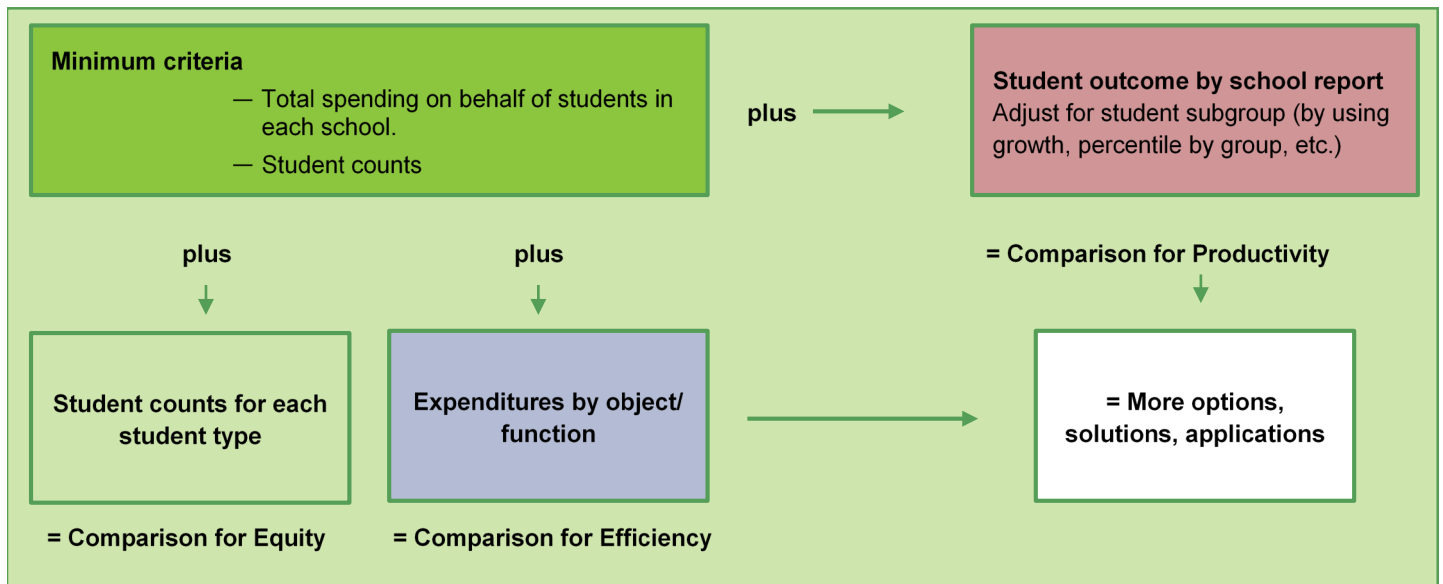 Minimum criteria
— Total spending on behalf of students in
each school.
— Student counts
plus
Student outcome by school report
Adjust for student subgroup (by using
growth, percentile by group, etc.)
plus
plus
= Comparison for Productivity
Student counts for each
student type
Expenditures by object/
function
= More options,
solutions, applications
= Comparison for Equity
= Comparison for Efficiency